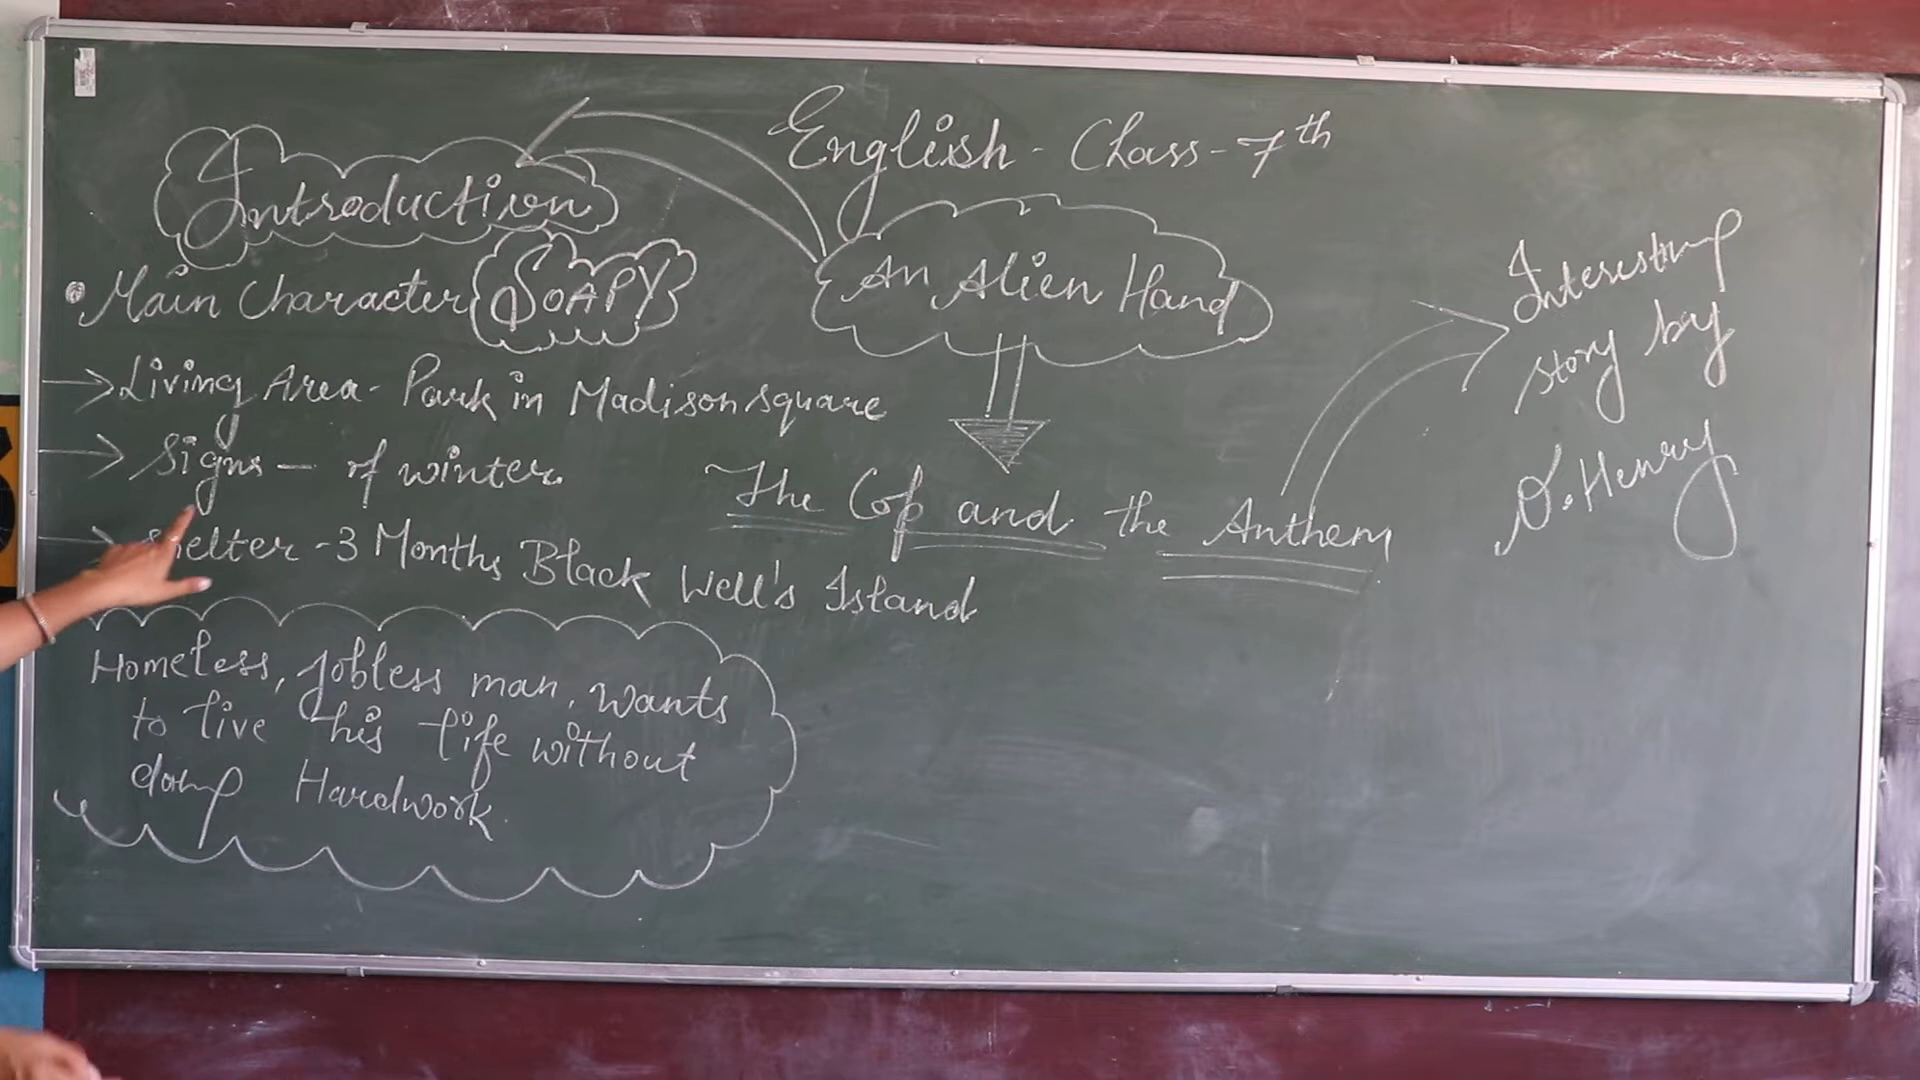 English - Class - 7th
Introduction
An Alien Hand
• Main Character SOAPY
→ Living Area - Park in Madison square
→ Signs - of winter.
→ Shelter - 3 Months Black Well's Island
Homeless, jobless man, wants
to live his life without
doing Hardwork.
The Cop and the Anthem
Interesting
story by
O. Henry